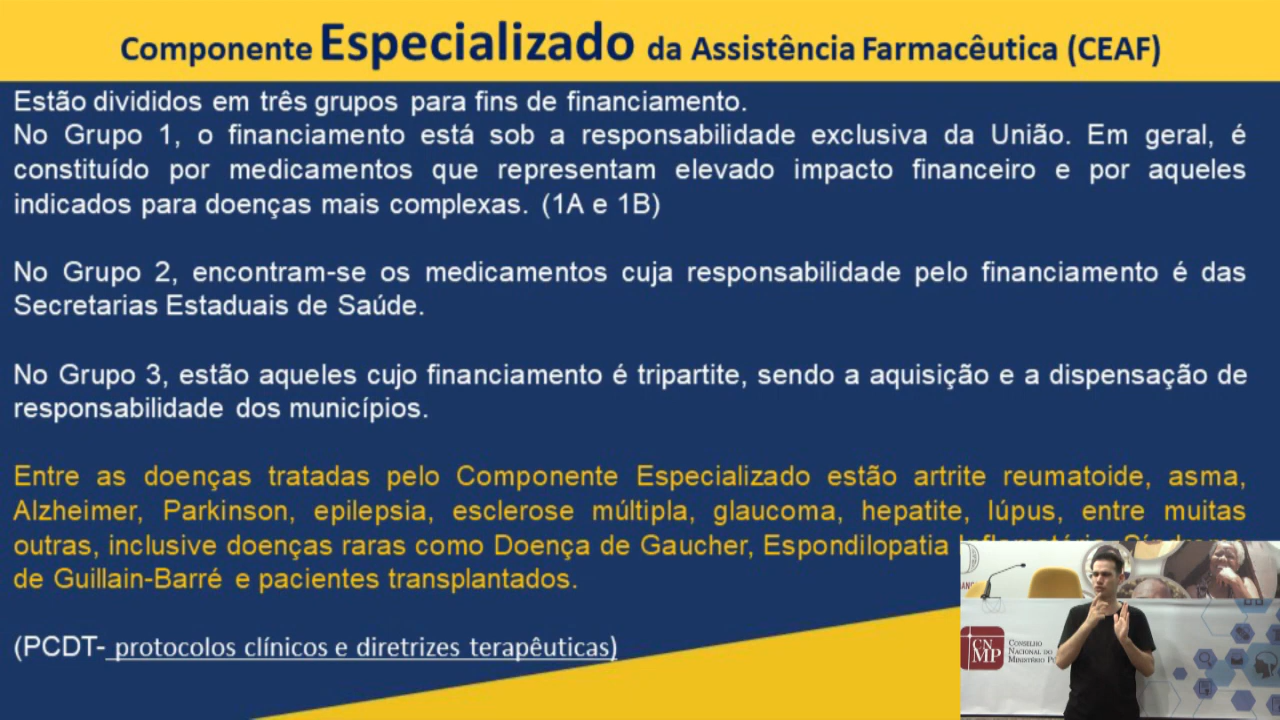 Componente Especializado da Assistência Farmacêutica (CEAF)
Estão divididos em três grupos para fins de financiamento.
No Grupo 1, o financiamento está sob a responsabilidade exclusiva da União. Em geral, é
constituído por medicamentos que representam elevado impacto financeiro e por aqueles
indicados para doenças mais complexas. (1A e 1B)
No Grupo 2, encontram-se os medicamentos cuja responsabilidade pelo financiamento é das
Secretarias Estaduais de Saúde.
No Grupo 3, estão aqueles cujo financiamento é tripartite, sendo a aquisição e a dispensação de
responsabilidade dos municípios.
Entre as doenças tratadas pelo Componente Especializado estão artrite reumatoide, asma,
Alzheimer, Parkinson, epilepsia, esclerose múltipla, glaucoma, hepatite, lúpus, entre muitas
outras, inclusive doenças raras como Doença de Gaucher, Espondilopatia
de Guillain-Barré e pacientes transplantados.
(PCDT- protocolos clínicos e diretrizes terapêuticas)
CN
MP
Conselho
Nacional do
Ministério